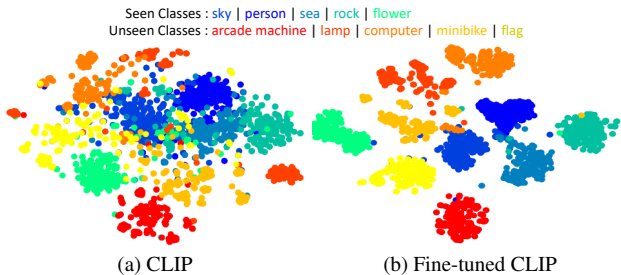 Seen Classes : sky | person | sea | rock | flower
Unseen Classes : arcade machine | lamp | computer | minibike | flag
(a) CLIP
(b) Fine-tuned CLIP